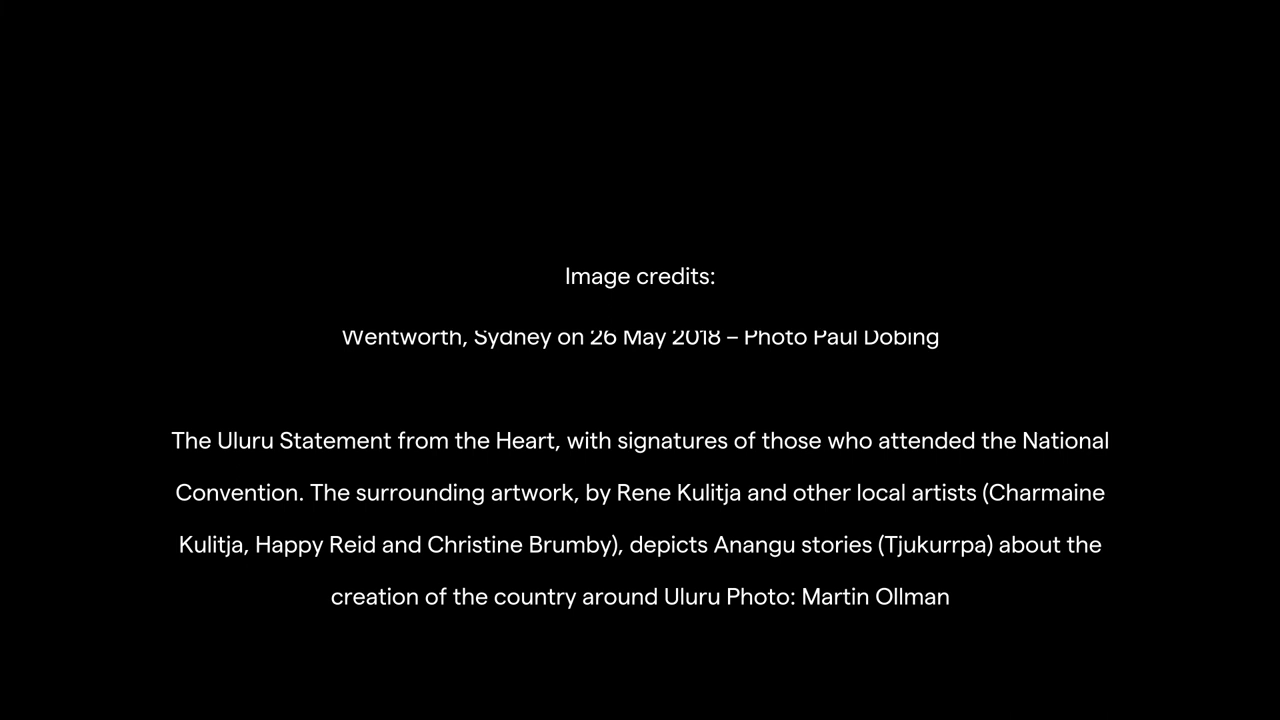 Image credits:
Wentworth, Sydney on 26 May 2018 – Photo Paul Dobing
The Uluru Statement from the Heart, with signatures of those who attended the National
Convention. The surrounding artwork, by Rene Kulitja and other local artists (Charmaine
Kulitja, Happy Reid and Christine Brumby), depicts Anangu stories (Tjukurrpa) about the
creation of the country around Uluru Photo: Martin Ollman